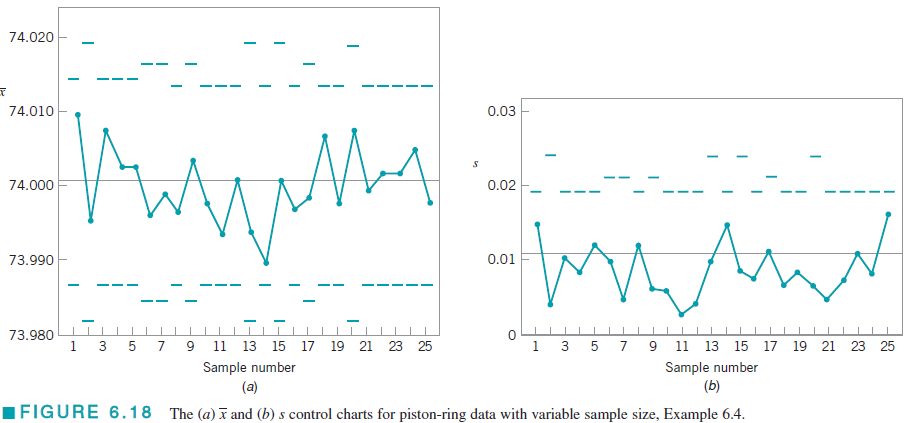 74.020
x̅
74.010
74.000
73.990
73.980
1 3 5 7 9 11 13 15 17 19 21 23 25
Sample number
(a)
0.03
s
0.02
0.01
0
1 3 5 7 9 11 13 15 17 19 21 23 25
Sample number
(b)
FIGURE 6.18 The (a) x̅ and (b) s control charts for piston-ring data with variable sample size, Example 6.4.